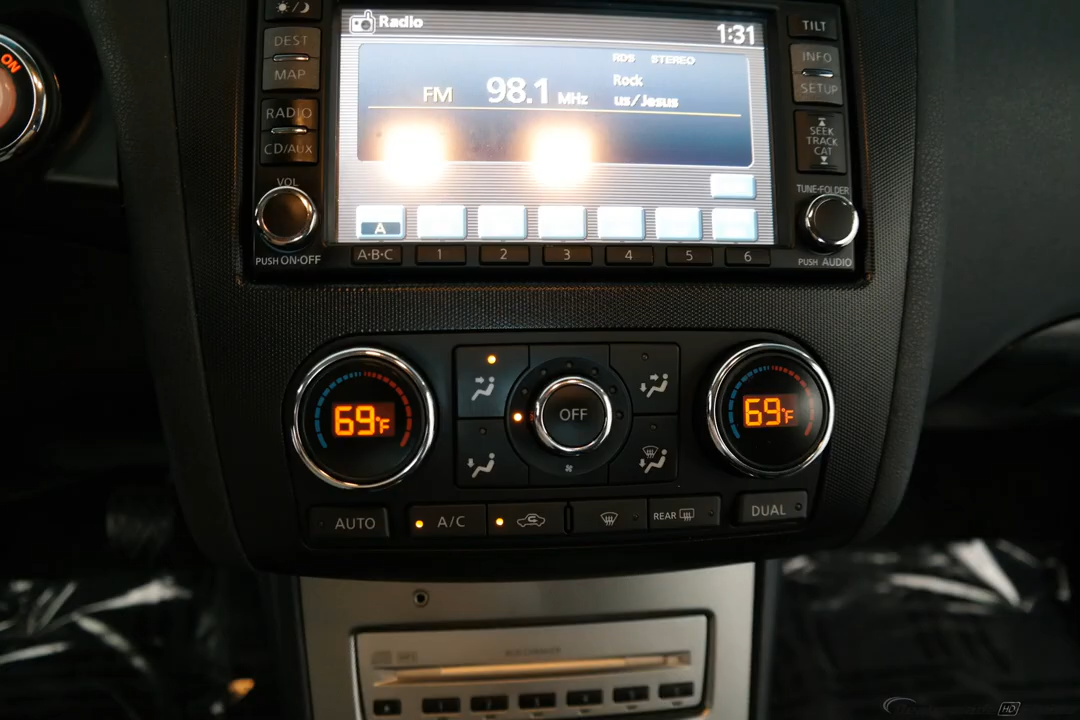 ON
Radio
1:31
RDS STEREO
Rock
FM 98.1 MHz
us/Jesus
A
DEST
MAP
RADIO
CD/AUX
VOL
PUSH ON·OFF
TILT
INFO
SETUP
SEEK
TRACK
CAT
TUNE·FOLDER
PUSH AUDIO
A·B·C 1 2 3 4 5 6
69°F
OFF
69°F
AUTO
A/C
REAR
DUAL
HD